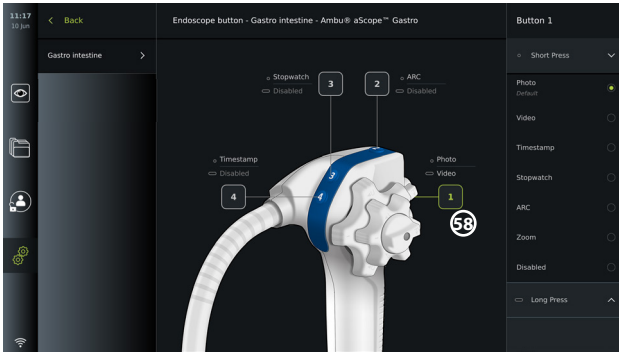 11:17
10 Jun
Back
Endoscope button - Gastro intestine - Ambu® aScope™ Gastro
Button 1
Gastro intestine
Short Press
Photo
Default
Video
Timestamp
Stopwatch
ARC
Zoom
Disabled
Long Press
Stopwatch
Disabled
3
2
ARC
Disabled
Timestamp
Disabled
4
Photo
Video
1
3
4
58